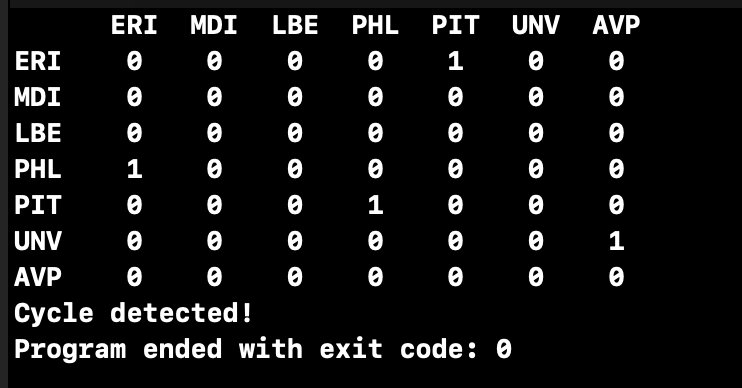 ERI MDI LBE PHL PIT UNV AVP
ERI 0 0 0 0 1 0 0
MDI 0 0 0 0 0 0 0
LBE 0 0 0 0 0 0 0
PHL 1 0 0 0 0 0 0
PIT 0 0 0 1 0 0 0
UNV 0 0 0 0 0 0 1
AVP 0 0 0 0 0 0 0
Cycle detected!
Program ended with exit code: 0